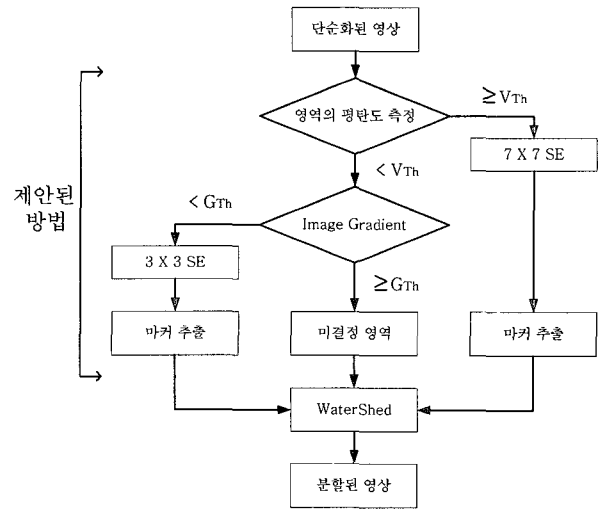 단순화된 영상
영역의 평탄도 측정
≥VTh
7 X 7 SE
< VTh
제안된
방법
< GTh
Image Gradient
3 X 3 SE
≥GTh
마커 추출
미결정 영역
마커 추출
WaterShed
분할된 영상